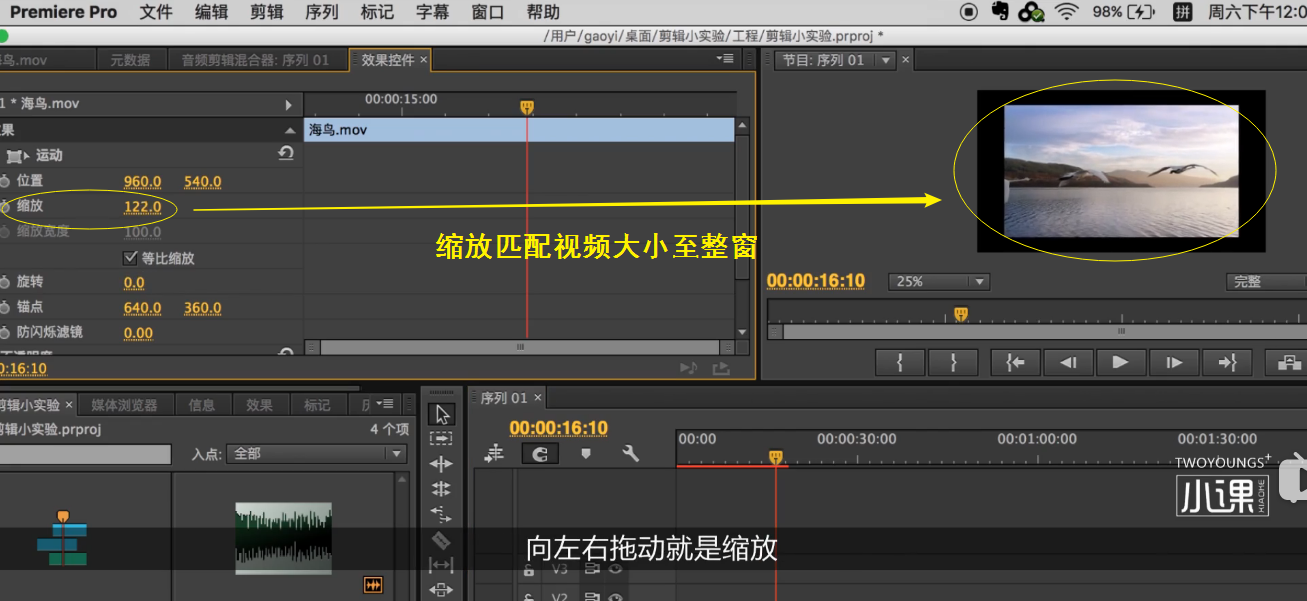 Premiere Pro 文件 编辑 剪辑 序列 标记 字幕 窗口 帮助 98% 拼 周六下午12:0
/用户/gaoyi/桌面/剪辑小实验/工程/剪辑小实验.prproj *
鸟.mov 元数据 音频剪辑混合器: 序列 01 效果控件 ×
节目: 序列 01 ×
1 * 海鸟.mov
00:00:15:00
果
海鸟.mov
运动
位置 960.0 540.0
缩放 122.0
缩放宽度 100.0
等比缩放
旋转 0.0
锚点 640.0 360.0
防闪烁滤镜 0.00
不透明度
0:16:10
缩放匹配视频大小至整窗
00:00:16:10 25% 完整
剪辑小实验 × 媒体浏览器 信息 效果 标记
剪辑小实验.prproj 4 个项
入点: 全部
序列 01 ×
00:00:16:10
00:00 00:00:30:00 00:01:00:00 00:01:30:00
TWOYOUNGS+
小课 XIAOKE
向左右拖动就是缩放
V3
V2